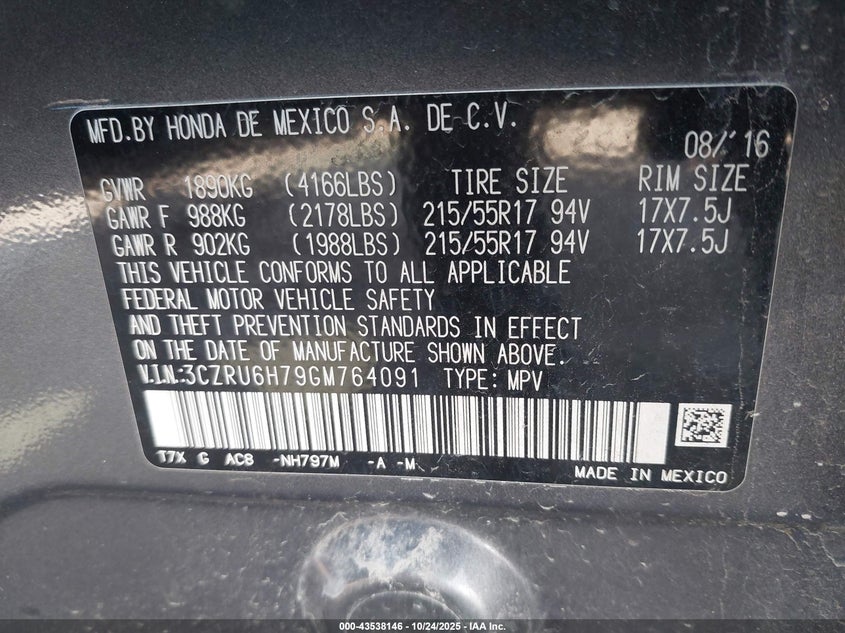 MFD.BY HONDA DE MEXICO S.A. DE C.V.
08/'16
GVWR 1890KG (4166LBS) TIRE SIZE RIM SIZE
GAWR F 988KG (2178LBS) 215/55R17 94V 17X7.5J
GAWR R 902KG (1988LBS) 215/55R17 94V 17X7.5J
THIS VEHICLE CONFORMS TO ALL APPLICABLE
FEDERAL MOTOR VEHICLE SAFETY
AND THEFT PREVENTION STANDARDS IN EFFECT
ON THE DATE OF MANUFACTURE SHOWN ABOVE.
V.I.N.:3CZRU6H79GM764091 TYPE: MPV
T7X G AC8 -NH797M -A -M
MADE IN MEXICO
000-43538146 - 10/24/2025 - IAAI.COM